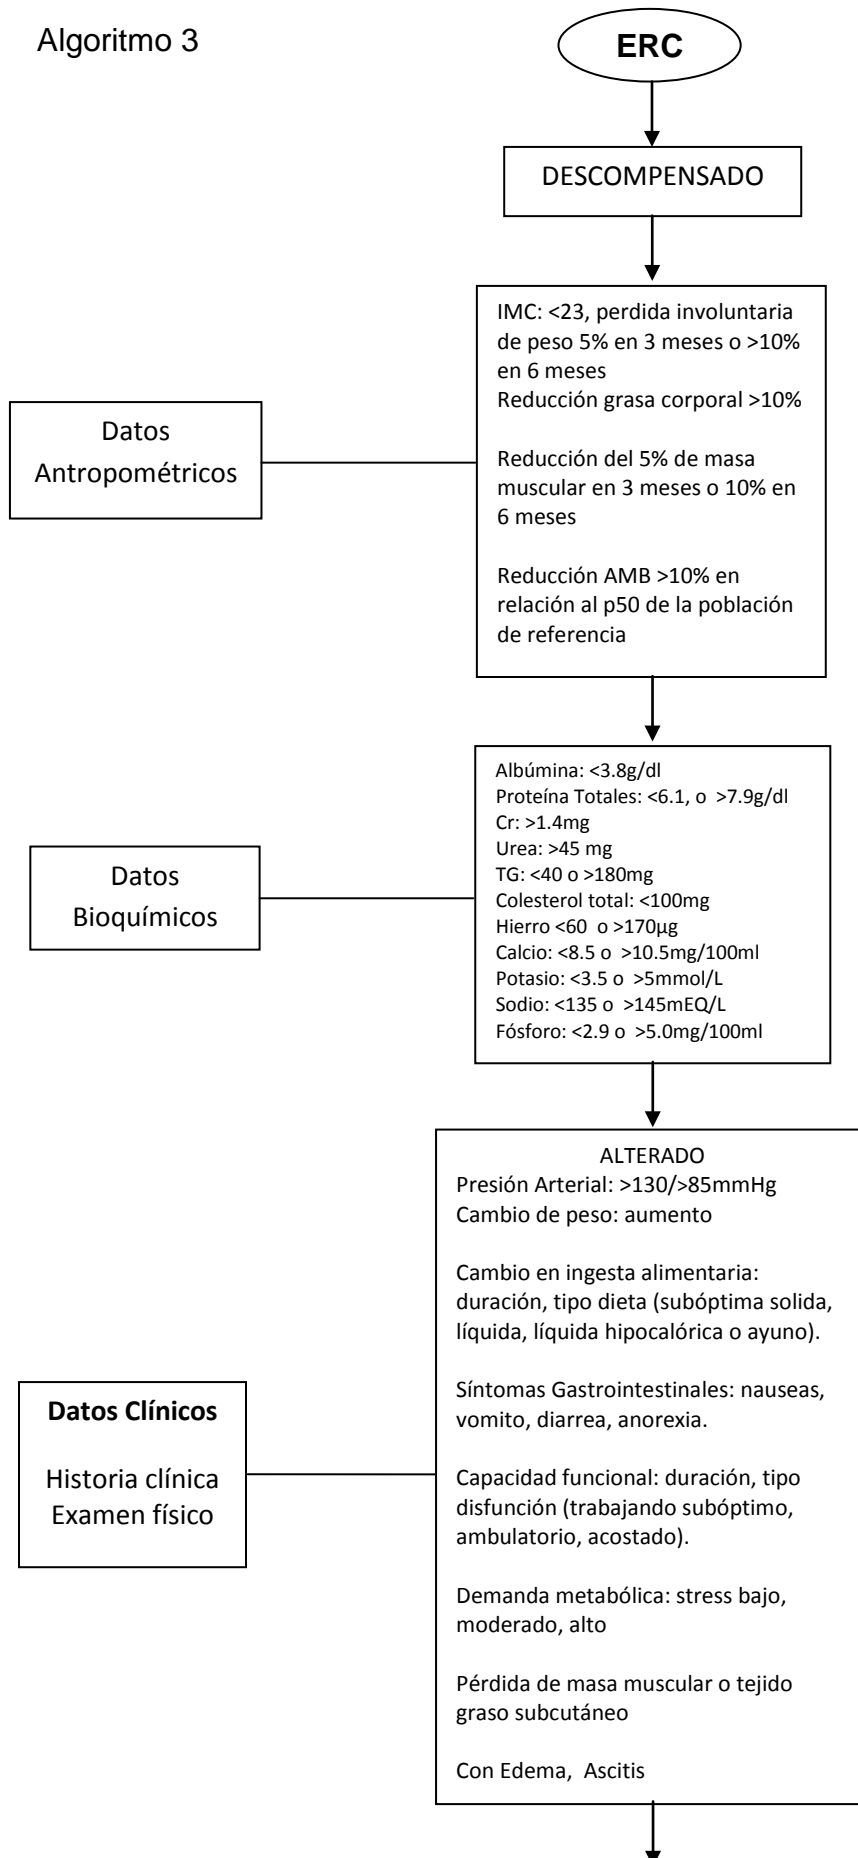 Algoritmo 3
ERC
DESCOMPENSADO
Datos
Antropométricos
IMC: <23, perdida involuntaria
de peso 5% en 3 meses o >10%
en 6 meses
Reducción grasa corporal >10%
Reducción del 5% de masa
muscular en 3 meses o 10% en
6 meses
Reducción AMB >10% en
relación al p50 de la población
de referencia
Datos
Bioquímicos
Albúmina: <3.8g/dl
Proteína Totales: <6.1, o >7.9g/dl
Cr: >1.4mg
Urea: >45 mg
TG: <40 o >180mg
Colesterol total: <100mg
Hierro <60 o >170µg
Calcio: <8.5 o >10.5mg/100ml
Potasio: <3.5 o >5mmol/L
Sodio: <135 o >145mEQ/L
Fósforo: <2.9 o >5.0mg/100ml
Datos Clínicos
Historia clínica
Examen físico
ALTERADO
Presión Arterial: >130/>85mmHg
Cambio de peso: aumento
Cambio en ingesta alimentaria:
duración, tipo dieta (subóptima solida,
líquida, líquida hipocalórica o ayuno).
Síntomas Gastrointestinales: nauseas,
vomito, diarrea, anorexia.
Capacidad funcional: duración, tipo
disfunción (trabajando subóptimo,
ambulatorio, acostado).
Demanda metabólica: stress bajo,
moderado, alto
Pérdida de masa muscular o tejido
graso subcutáneo
Con Edema, Ascitis